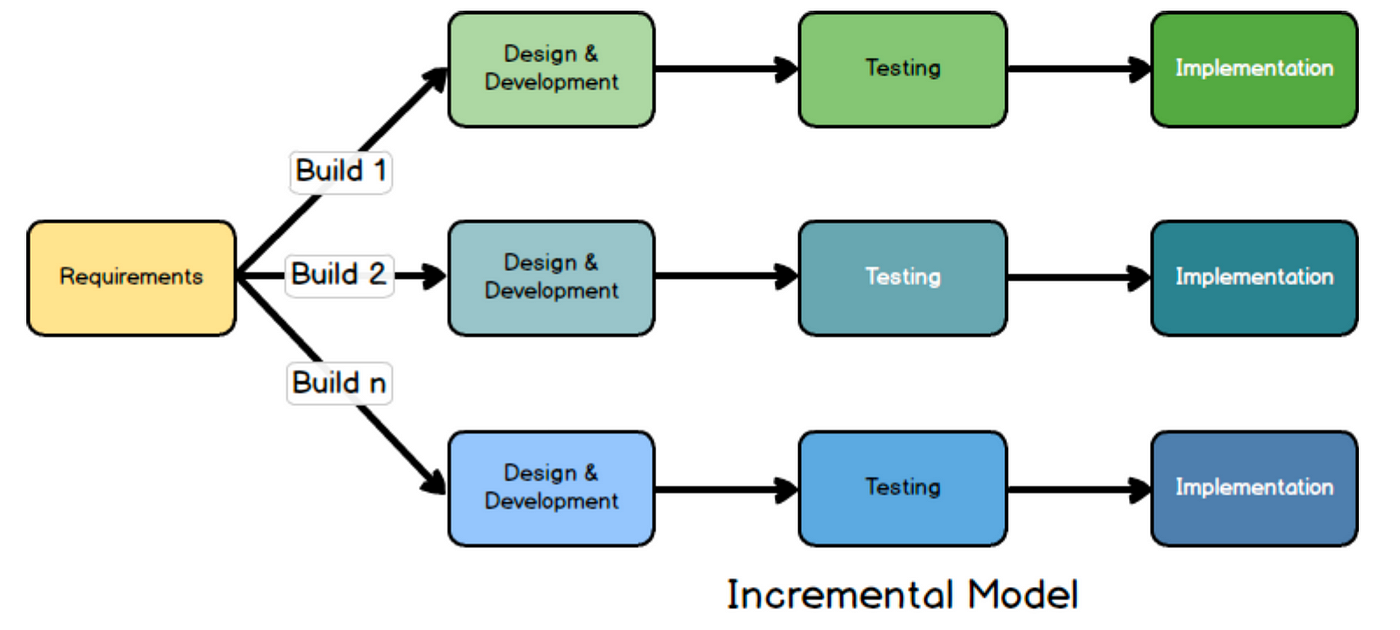 Design &
Development
Testing
Implementation
Build 1
Requirements
Build 2
Design &
Development
Testing
Implementation
Build n
Design &
Development
Testing
Implementation
Incremental Model